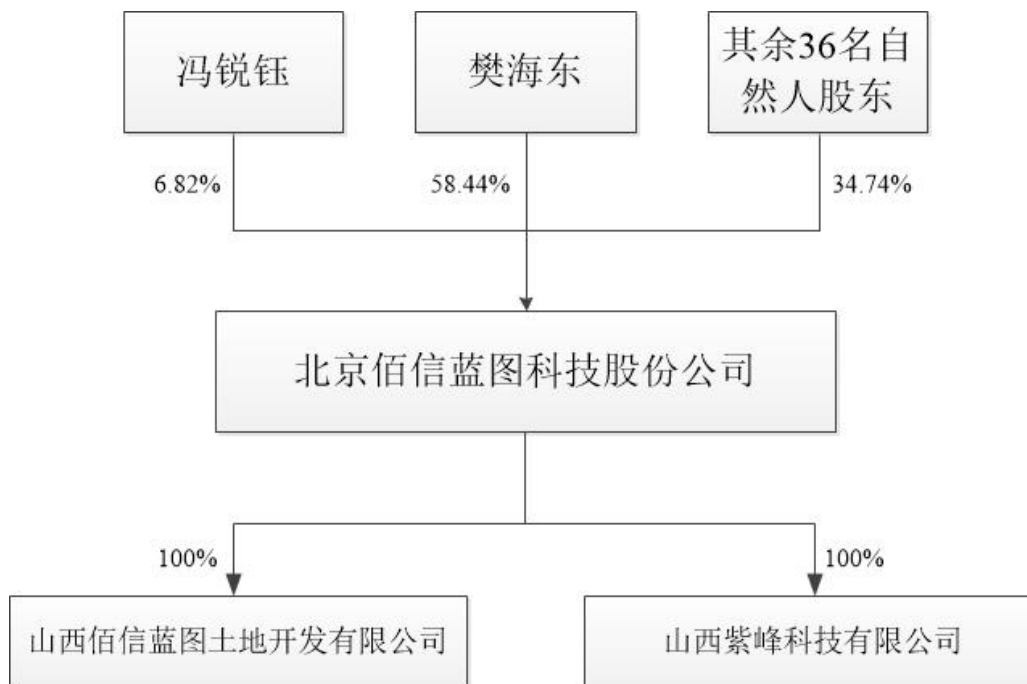 冯锐钰
樊海东
其余36名自
然人股东
6.82%
58.44%
34.74%
北京佰信蓝图科技股份公司
100%
100%
山西佰信蓝图土地开发有限公司
山西紫峰科技有限公司